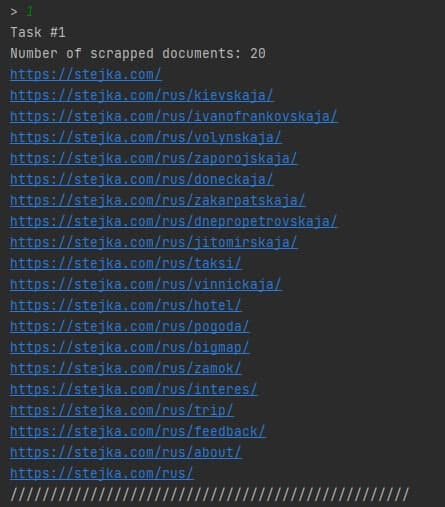 > 1
Task #1
Number of scrapped documents: 20
https://stejka.com/
https://stejka.com/rus/kievskaja/
https://stejka.com/rus/ivanofrankovskaja/
https://stejka.com/rus/volynskaja/
https://stejka.com/rus/zaporojskaja/
https://stejka.com/rus/doneckaja/
https://stejka.com/rus/zakarpatskaja/
https://stejka.com/rus/dnepropetrovskaja/
https://stejka.com/rus/jitomirskaja/
https://stejka.com/rus/taksi/
https://stejka.com/rus/vinnickaja/
https://stejka.com/rus/hotel/
https://stejka.com/rus/pogoda/
https://stejka.com/rus/bigmap/
https://stejka.com/rus/zamok/
https://stejka.com/rus/interes/
https://stejka.com/rus/trip/
https://stejka.com/rus/feedback/
https://stejka.com/rus/about/
https://stejka.com/rus/
//////////////////////////////////////////////////